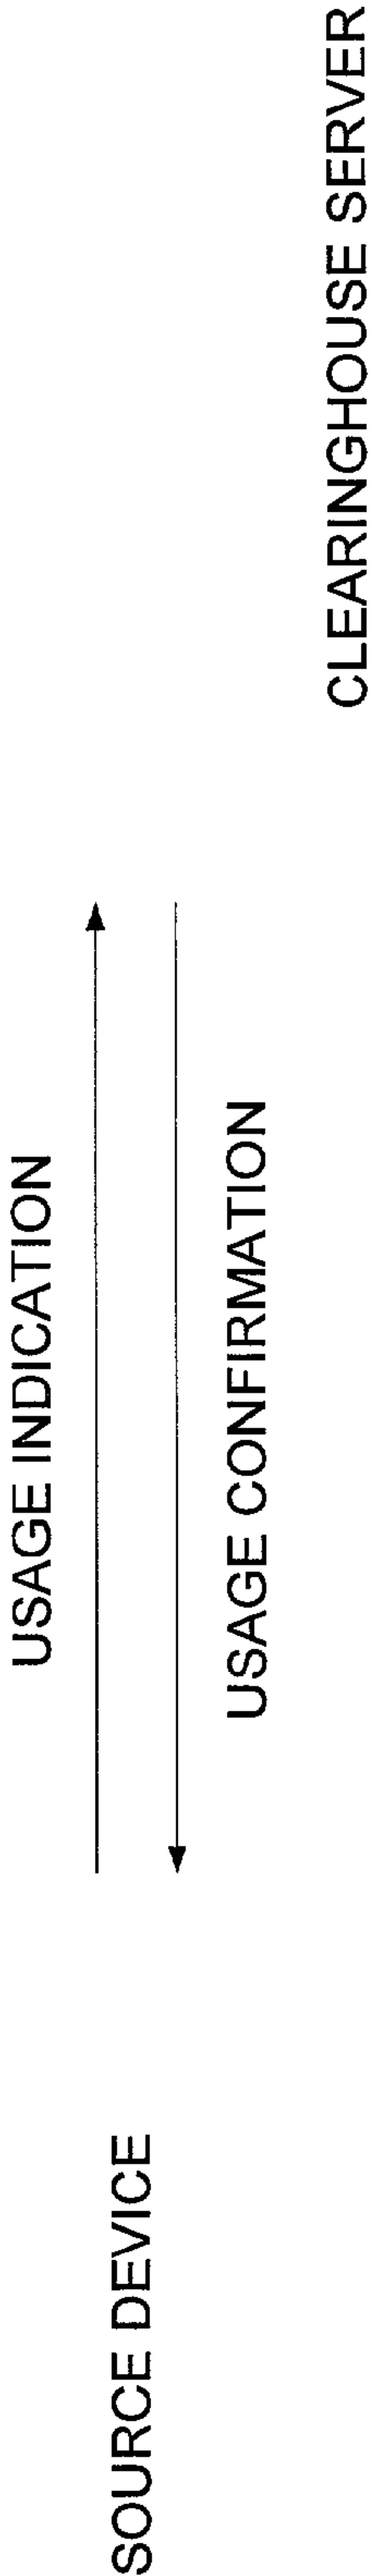 USAGE INDICATION
SOURCE DEVICE
USAGE CONFIRMATION
CLEARINGHOUSE SERVER